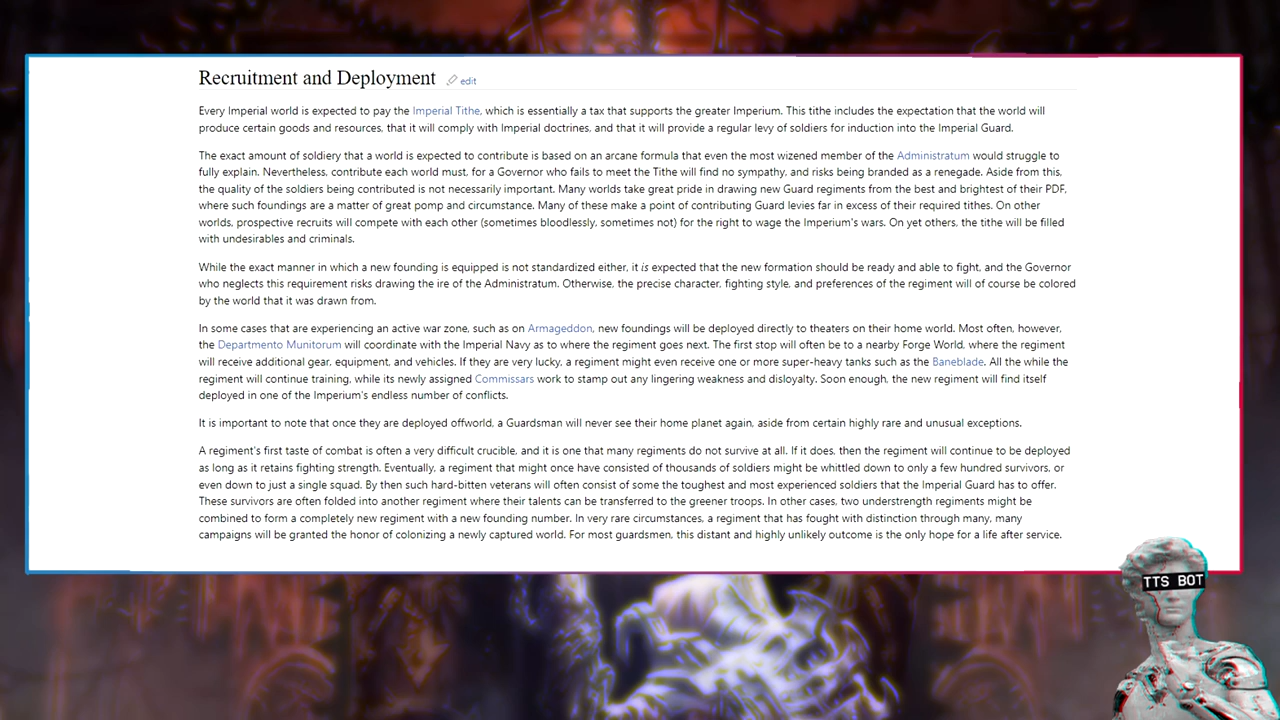 Recruitment and Deployment edit
Every Imperial world is expected to pay the Imperial Tithe, which is essentially a tax that supports the greater Imperium. This tithe includes the expectation that the world will
produce certain goods and resources, that it will comply with Imperial doctrines, and that it will provide a regular levy of soldiers for induction into the Imperial Guard.
The exact amount of soldiery that a world is expected to contribute is based on an arcane formula that even the most wizened member of the Administratum would struggle to
fully explain. Nevertheless, contribute each world must, for a Governor who fails to meet the Tithe will find no sympathy, and risks being branded as a renegade. Aside from this,
the quality of the soldiers being contributed is not necessarily important. Many worlds take great pride in drawing new Guard regiments from the best and brightest of their PDF,
where such foundings are a matter of great pomp and circumstance. Many of these make a point of contributing Guard levies far in excess of their required tithes. On other
worlds, prospective recruits will compete with each other (sometimes bloodlessly, sometimes not) for the right to wage the Imperium's wars. On yet others, the tithe will be filled
with undesirables and criminals.
While the exact manner in which a new founding is equipped is not standardized either, it is expected that the new formation should be ready and able to fight, and the Governor
who neglects this requirement risks drawing the ire of the Administratum. Otherwise, the precise character, fighting style, and preferences of the regiment will of course be colored
by the world that it was drawn from.
In some cases that are experiencing an active war zone, such as on Armageddon, new foundings will be deployed directly to theaters on their home world. Most often, however,
the Departmento Munitorum will coordinate with the Imperial Navy as to where the regiment goes next. The first stop will often be to a nearby Forge World, where the regiment
will receive additional gear, equipment, and vehicles. If they are very lucky, a regiment might even receive one or more super-heavy tanks such as the Baneblade. All the while the
regiment will continue training, while its newly assigned Commissars work to stamp out any lingering weakness and disloyalty. Soon enough, the new regiment will find itself
deployed in one of the Imperium's endless number of conflicts.
It is important to note that once they are deployed offworld, a Guardsman will never see their home planet again, aside from certain highly rare and unusual exceptions.
A regiment's first taste of combat is often a very difficult crucible, and it is one that many regiments do not survive at all. If it does, then the regiment will continue to be deployed
as long as it retains fighting strength. Eventually, a regiment that might once have consisted of thousands of soldiers might be whittled down to only a few hundred survivors, or
even down to just a single squad. By then such hard-bitten veterans will often consist of some the toughest and most experienced soldiers that the Imperial Guard has to offer.
These survivors are often folded into another regiment where their talents can be transferred to the greener troops. In other cases, two understrength regiments might be
combined to form a completely new regiment with a new founding number. In very rare circumstances, a regiment that has fought with distinction through many, many
campaigns will be granted the honor of colonizing a newly captured world. For most guardsmen, this distant and highly unlikely outcome is the only hope for a life after service.
TTS BOT